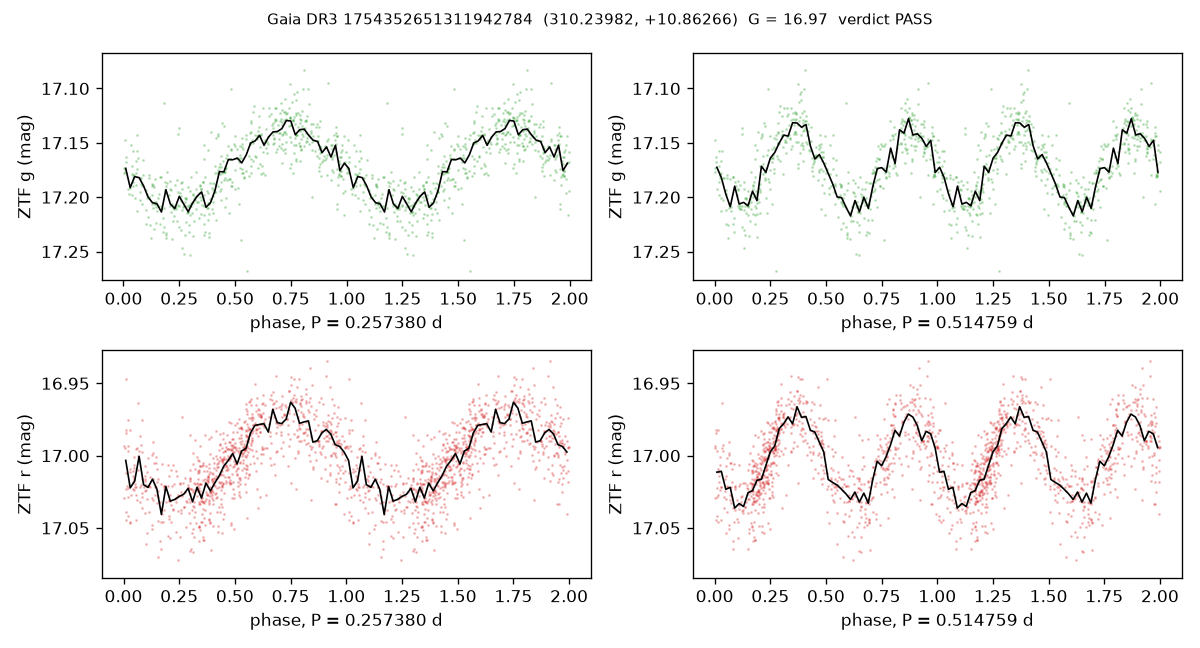 Gaia DR3 1754352651311942784 (310.23982, +10.86266) G = 16.97 verdict PASS
ZTF g (mag)
17.10
17.15
17.20
17.25
0.00 0.25 0.50 0.75 1.00 1.25 1.50 1.75 2.00
phase, P = 0.257380 d
ZTF g (mag)
17.10
17.15
17.20
17.25
0.00 0.25 0.50 0.75 1.00 1.25 1.50 1.75 2.00
phase, P = 0.514759 d
ZTF r (mag)
16.95
17.00
17.05
0.00 0.25 0.50 0.75 1.00 1.25 1.50 1.75 2.00
phase, P = 0.257380 d
ZTF r (mag)
16.95
17.00
17.05
0.00 0.25 0.50 0.75 1.00 1.25 1.50 1.75 2.00
phase, P = 0.514759 d